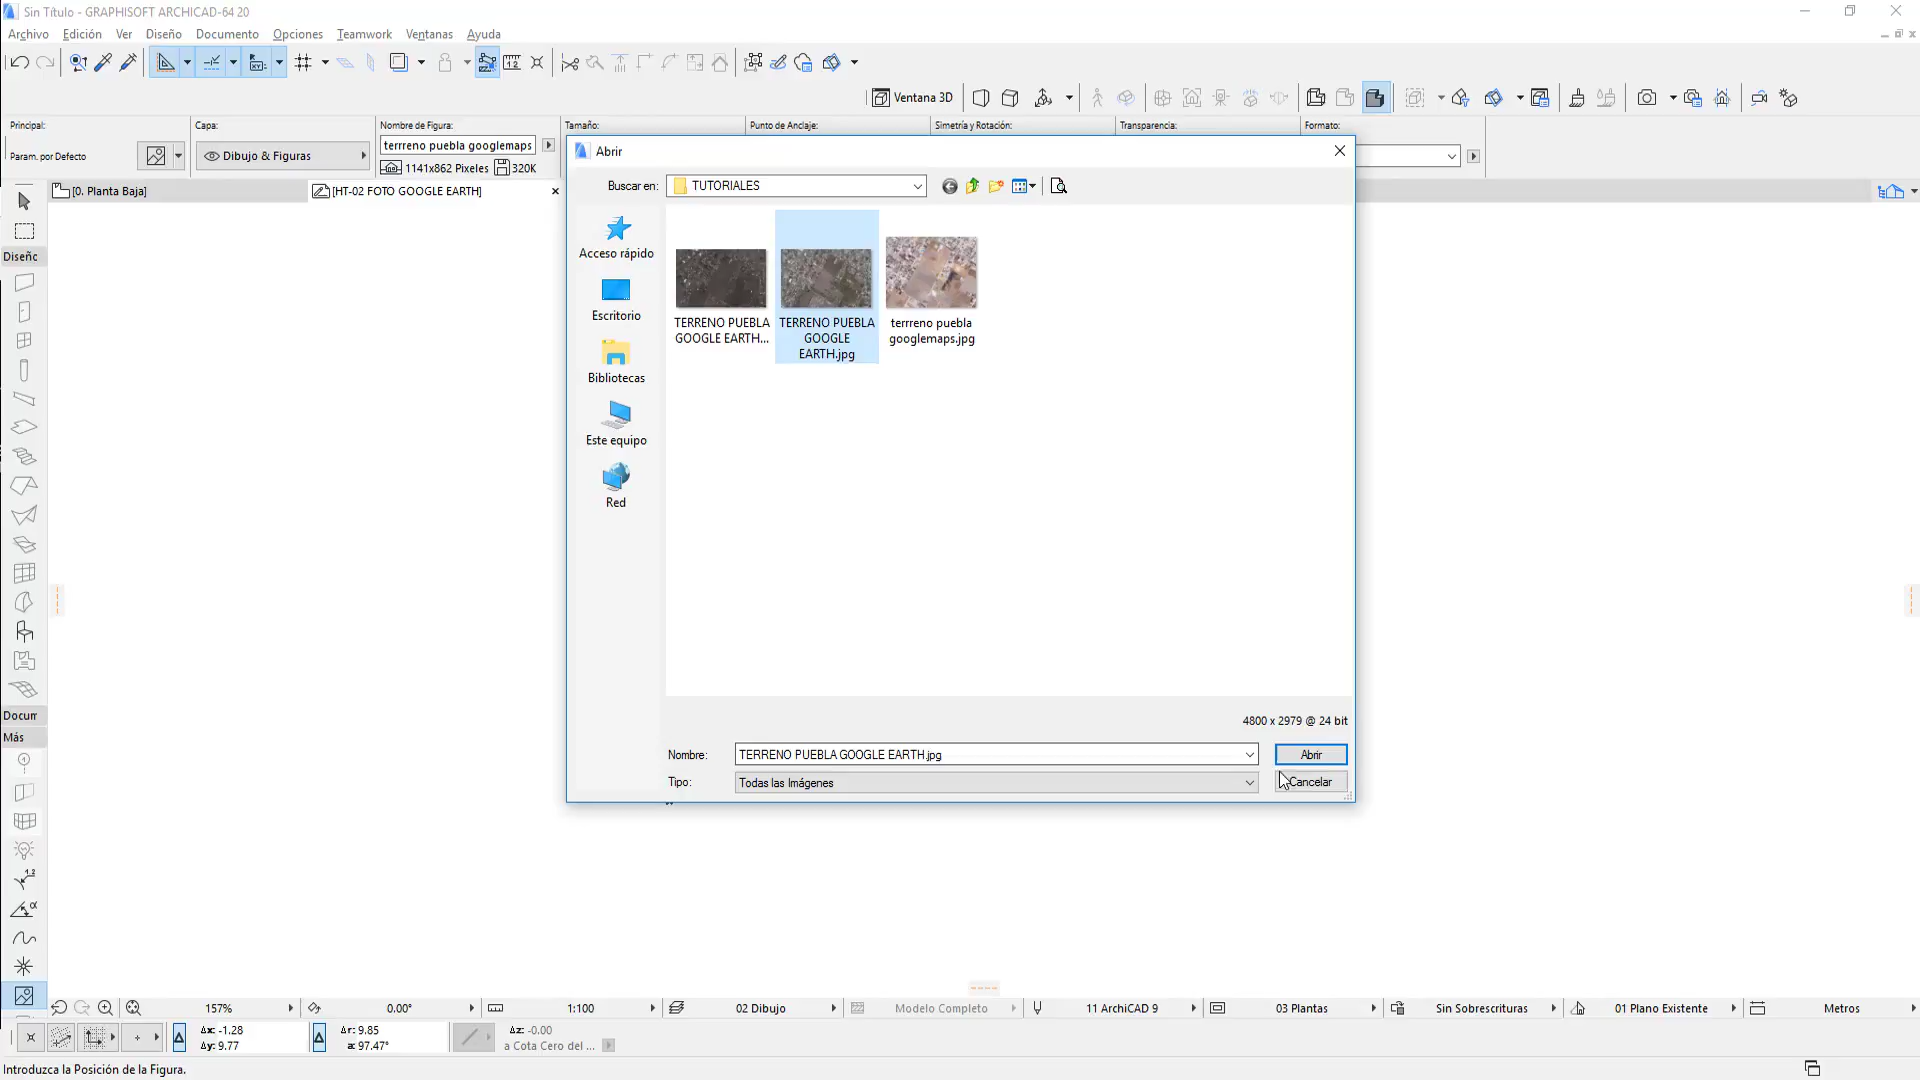 Sin Título - GRAPHISOFT ARCHICAD-64 20
Archivo Edición Ver Diseño Documento Opciones Teamwork Ventanas Ayuda
Ventana 3D
Principal: Capa: Nombre de Figura: Tamaño: Punto de Anclaje: Simetría y Rotación: Transparencia: Formato:
Param. por Defecto
Dibujo & Figuras
terrreno puebla googlemaps
1141x862 Pixeles 320K
[0. Planta Baja]
[HT-02 FOTO GOOGLE EARTH]
Diseñc
Docum
Más
Abrir
Buscar en: TUTORIALES
Acceso rápido
Escritorio
Bibliotecas
Este equipo
Red
TERRENO PUEBLA
GOOGLE EARTH...
TERRENO PUEBLA
GOOGLE
EARTH.jpg
terrreno puebla
googlemaps.jpg
4800 x 2979 @ 24 bit
Nombre: TERRENO PUEBLA GOOGLE EARTH.jpg Abrir
Tipo: Todas las Imágenes Cancelar
157% 0.00° 1:100 02 Dibujo Modelo Completo 11 ArchiCAD 9 03 Plantas Sin Sobrescrituras 01 Plano Existente Metros
Δx: -1.28 Δr: 9.85 Δz: -0.00
Δy: 9.77 a: 97.47° a Cota Cero del ...
Introduzca la Posición de la Figura.